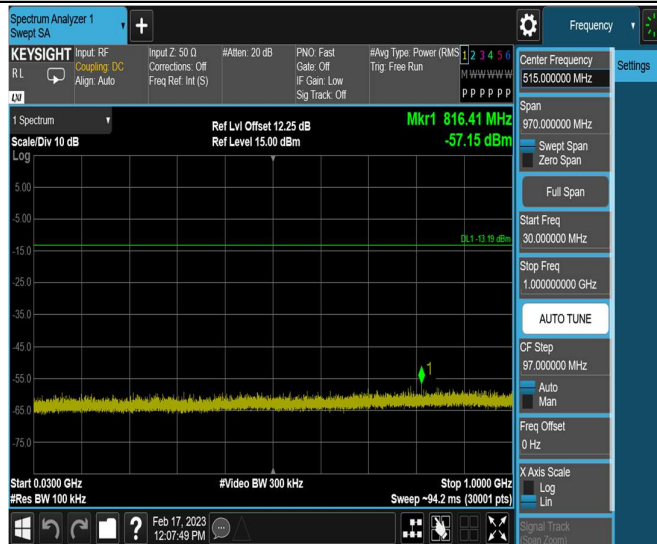 Spectrum Analyzer 1
Swept SA
Frequency
KEYSIGHT
R L
Input: RF
Coupling: DC
Align: Auto
Input Z: 50 Ω
Corrections: Off
Freq Ref: Int (S)
#Atten: 20 dB
PNO: Fast
Gate: Off
IF Gain: Low
Sig Track: Off
#Avg Type: Power (RMS
Trig: Free Run
1 2 3 4 5 6
M W W W W W
P P P P P P
LXI
1 Spectrum
Scale/Div 10 dB
Log
Ref Lvl Offset 12.25 dB
Ref Level 15.00 dBm
Mkr1 816.41 MHz
-57.15 dBm
5.00
-5.00
DL1 -13.19 dBm
-15.0
-25.0
-35.0
-45.0
1
-55.0
-65.0
-75.0
Start 0.0300 GHz
#Res BW 100 kHz
#Video BW 300 kHz
Stop 1.0000 GHz
Sweep ~94.2 ms (30001 pts)
?
Feb 17, 2023
12:07:49 PM
Center Frequency
515.000000 MHz
Settings
Span
970.000000 MHz
Swept Span
Zero Span
Full Span
Start Freq
30.000000 MHz
Stop Freq
1.000000000 GHz
AUTO TUNE
CF Step
97.000000 MHz
Auto
Man
Freq Offset
0 Hz
X Axis Scale
Log
Lin
Signal Track
(Span Zoom)